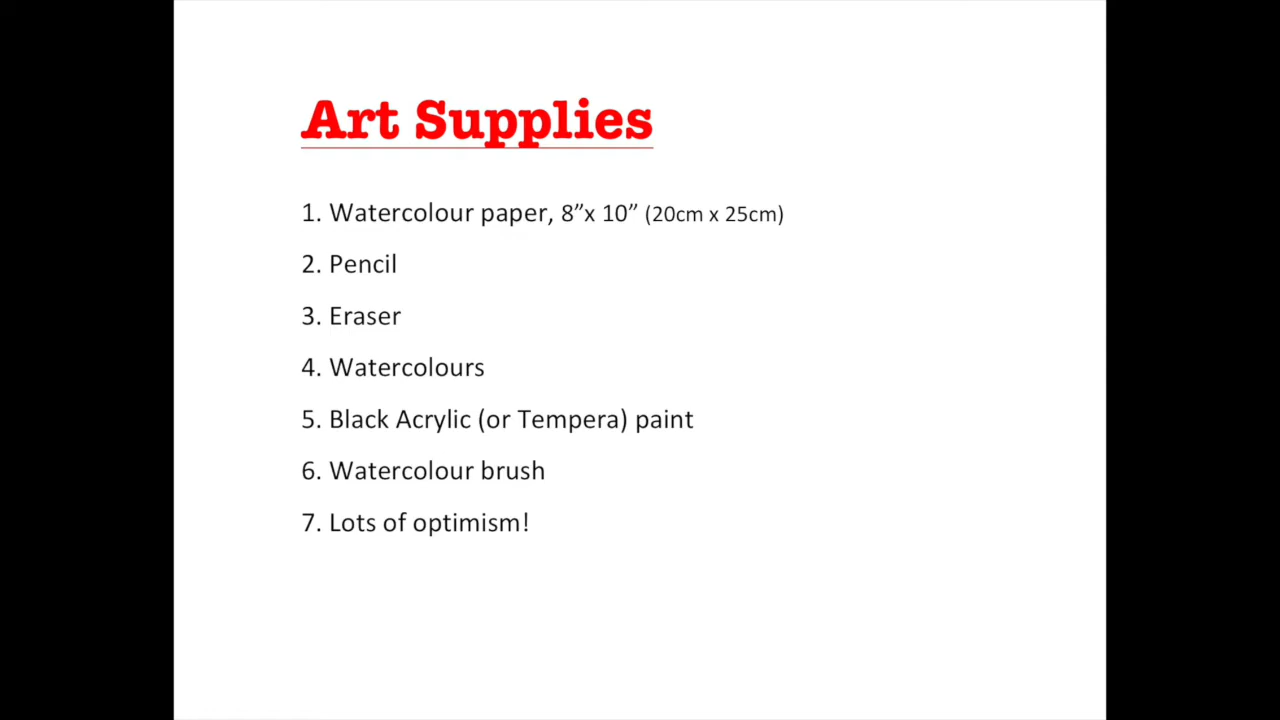 Art Supplies
1. Watercolour paper, 8”x 10” (20cm x 25cm)
2. Pencil
3. Eraser
4. Watercolours
5. Black Acrylic (or Tempera) paint
6. Watercolour brush
7. Lots of optimism!